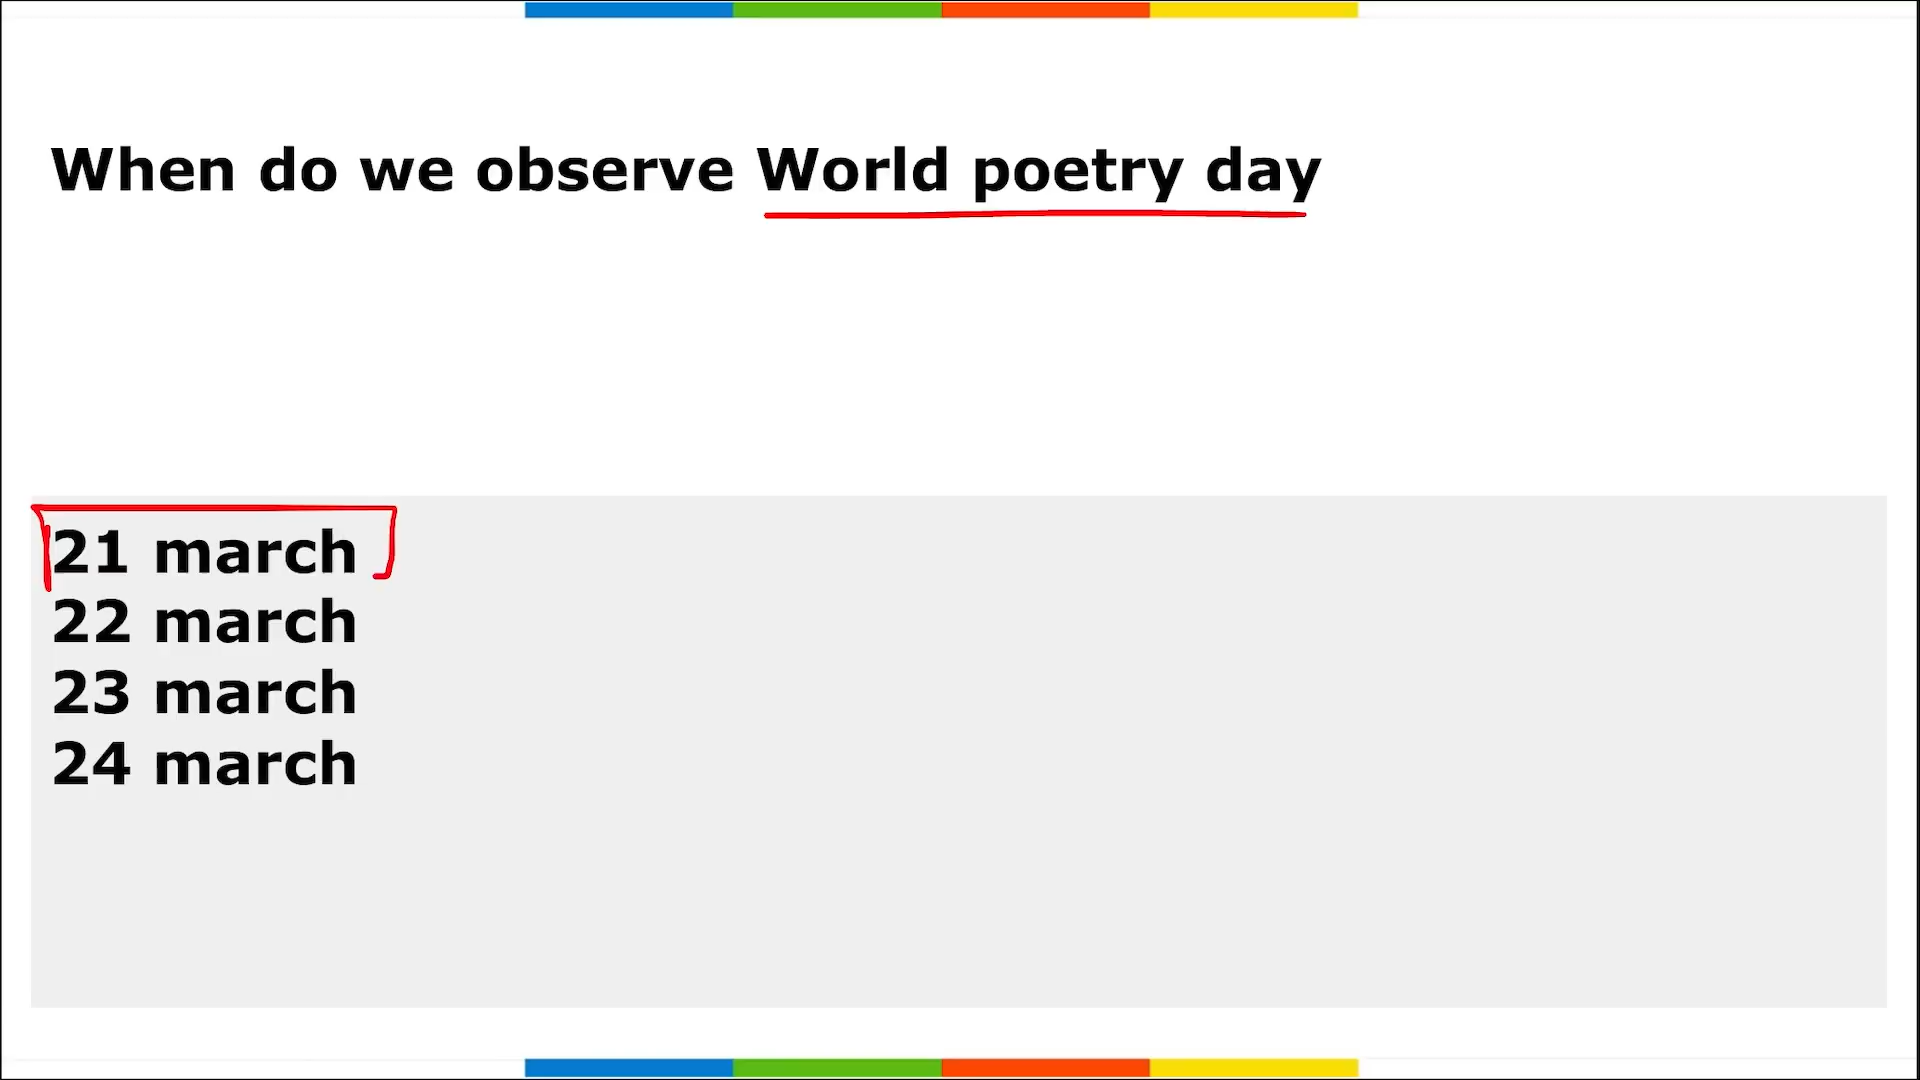 When do we observe World poetry day
21 march
22 march
23 march
24 march